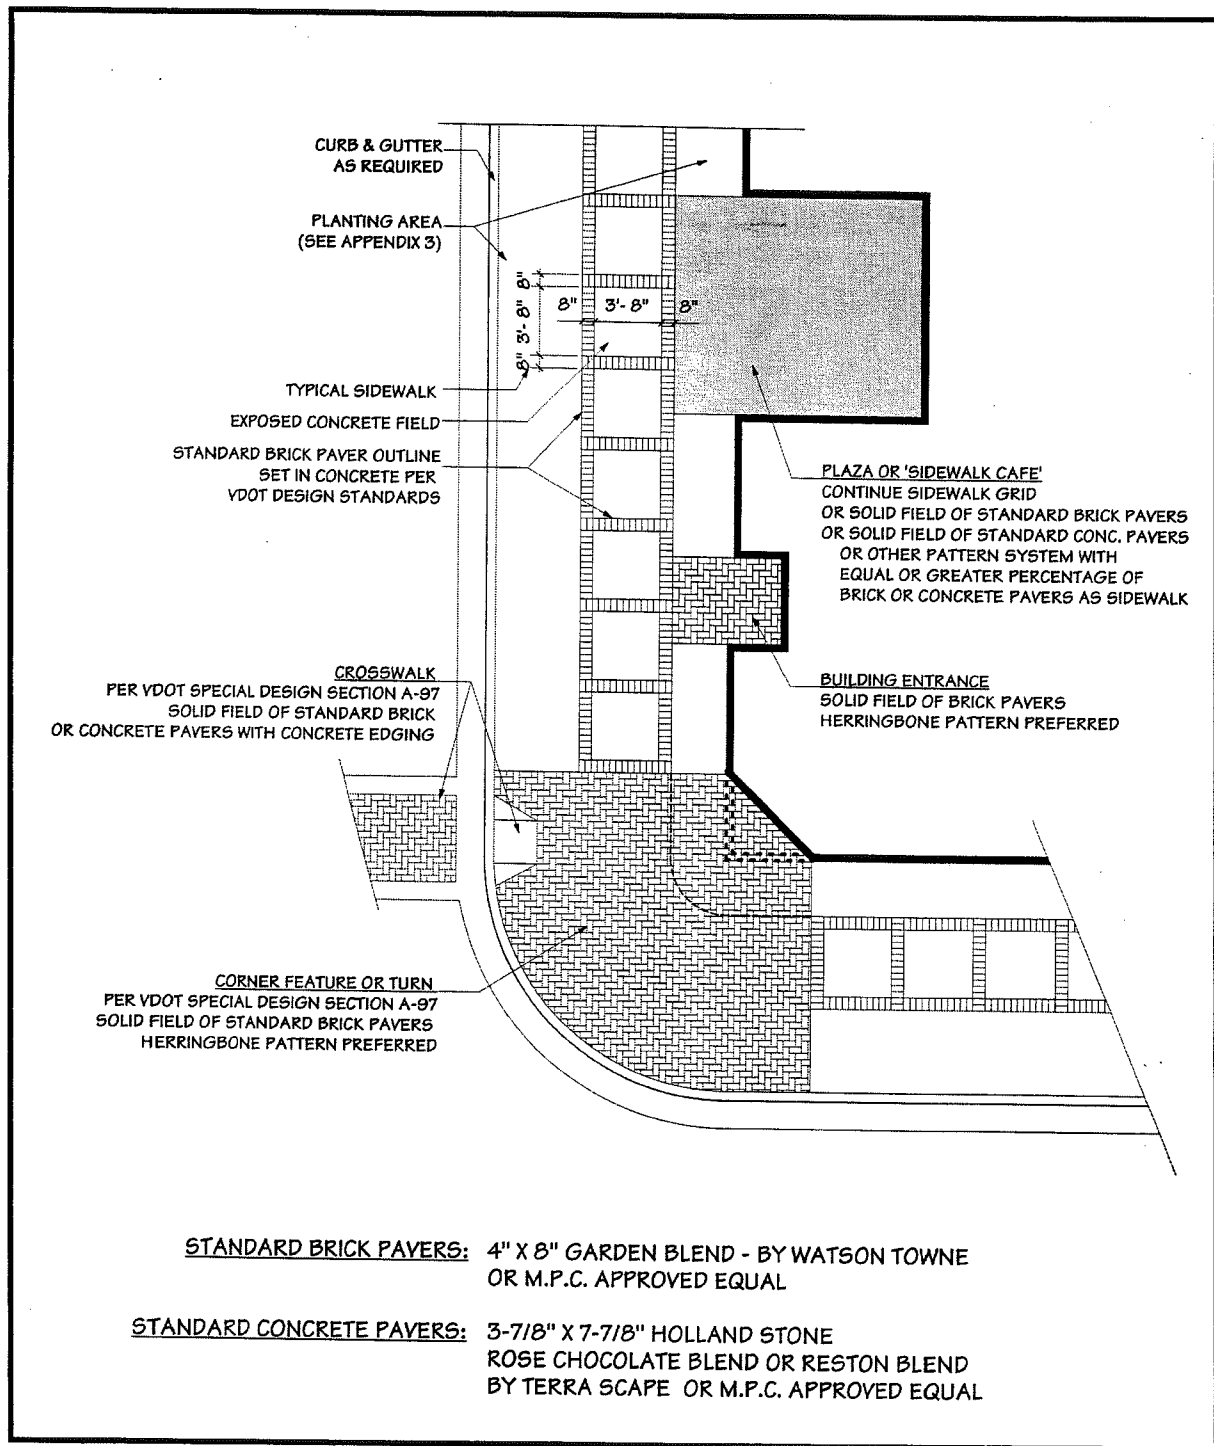 CURB & GUTTER
AS REQUIRED
PLANTING AREA
(SEE APPENDIX 3)
8"
3'- 8"
8"
8" 3'- 8" 8"
TYPICAL SIDEWALK
EXPOSED CONCRETE FIELD
STANDARD BRICK PAVER OUTLINE
SET IN CONCRETE PER
VDOT DESIGN STANDARDS
PLAZA OR 'SIDEWALK CAFE'
CONTINUE SIDEWALK GRID
OR SOLID FIELD OF STANDARD BRICK PAVERS
OR SOLID FIELD OF STANDARD CONC. PAVERS
OR OTHER PATTERN SYSTEM WITH
EQUAL OR GREATER PERCENTAGE OF
BRICK OR CONCRETE PAVERS AS SIDEWALK
CROSSWALK
PER VDOT SPECIAL DESIGN SECTION A-97
SOLID FIELD OF STANDARD BRICK
OR CONCRETE PAVERS WITH CONCRETE EDGING
BUILDING ENTRANCE
SOLID FIELD OF BRICK PAVERS
HERRINGBONE PATTERN PREFERRED
CORNER FEATURE OR TURN
PER VDOT SPECIAL DESIGN SECTION A-97
SOLID FIELD OF STANDARD BRICK PAVERS
HERRINGBONE PATTERN PREFERRED
STANDARD BRICK PAVERS: 4" X 8" GARDEN BLEND - BY WATSON TOWNE
OR M.P.C. APPROVED EQUAL
STANDARD CONCRETE PAVERS: 3-7/8" X 7-7/8" HOLLAND STONE
ROSE CHOCOLATE BLEND OR RESTON BLEND
BY TERRA SCAPE OR M.P.C. APPROVED EQUAL